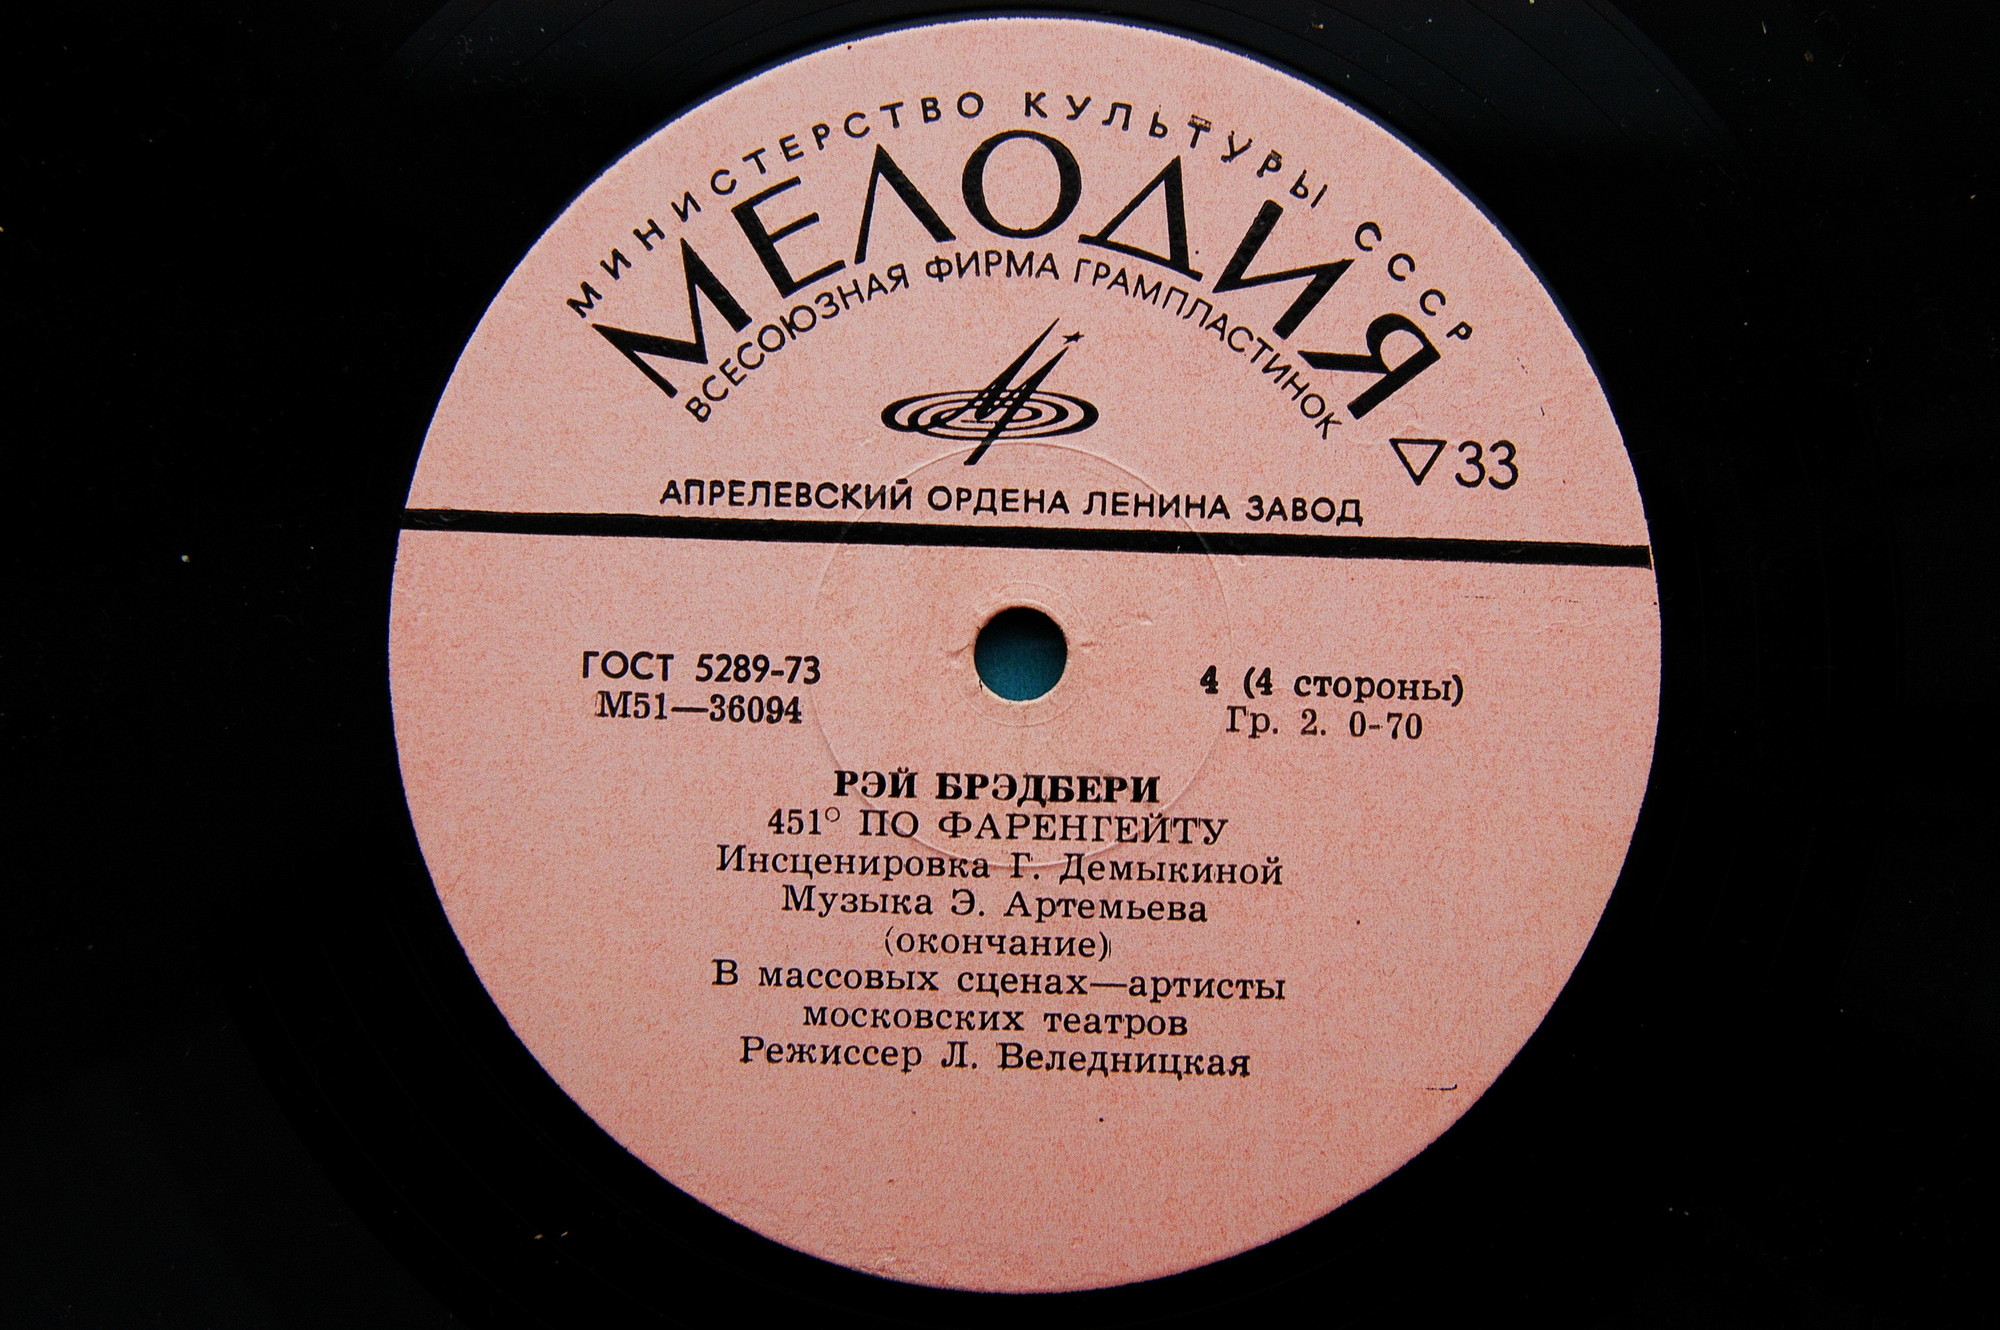 МИНИСТЕРСТВО КУЛЬТУРЫ СССР
МЕЛОДИЯ
ВСЕСОЮЗНАЯ ФИРМА ГРАМПЛАСТИНОК
33
АПРЕЛЕВСКИЙ ОРДЕНА ЛЕНИНА ЗАВОД
ГОСТ 5289-73
М51—36094
4 (4 стороны)
Гр. 2. 0-70
РЭЙ БРЭДБЕРИ
451° ПО ФАРЕНГЕЙТУ
Инсценировка Г. Демыкиной
Музыка Э. Артемьева
(окончание)
В массовых сценах—артисты
московских театров
Режиссер Л. Веледницкая